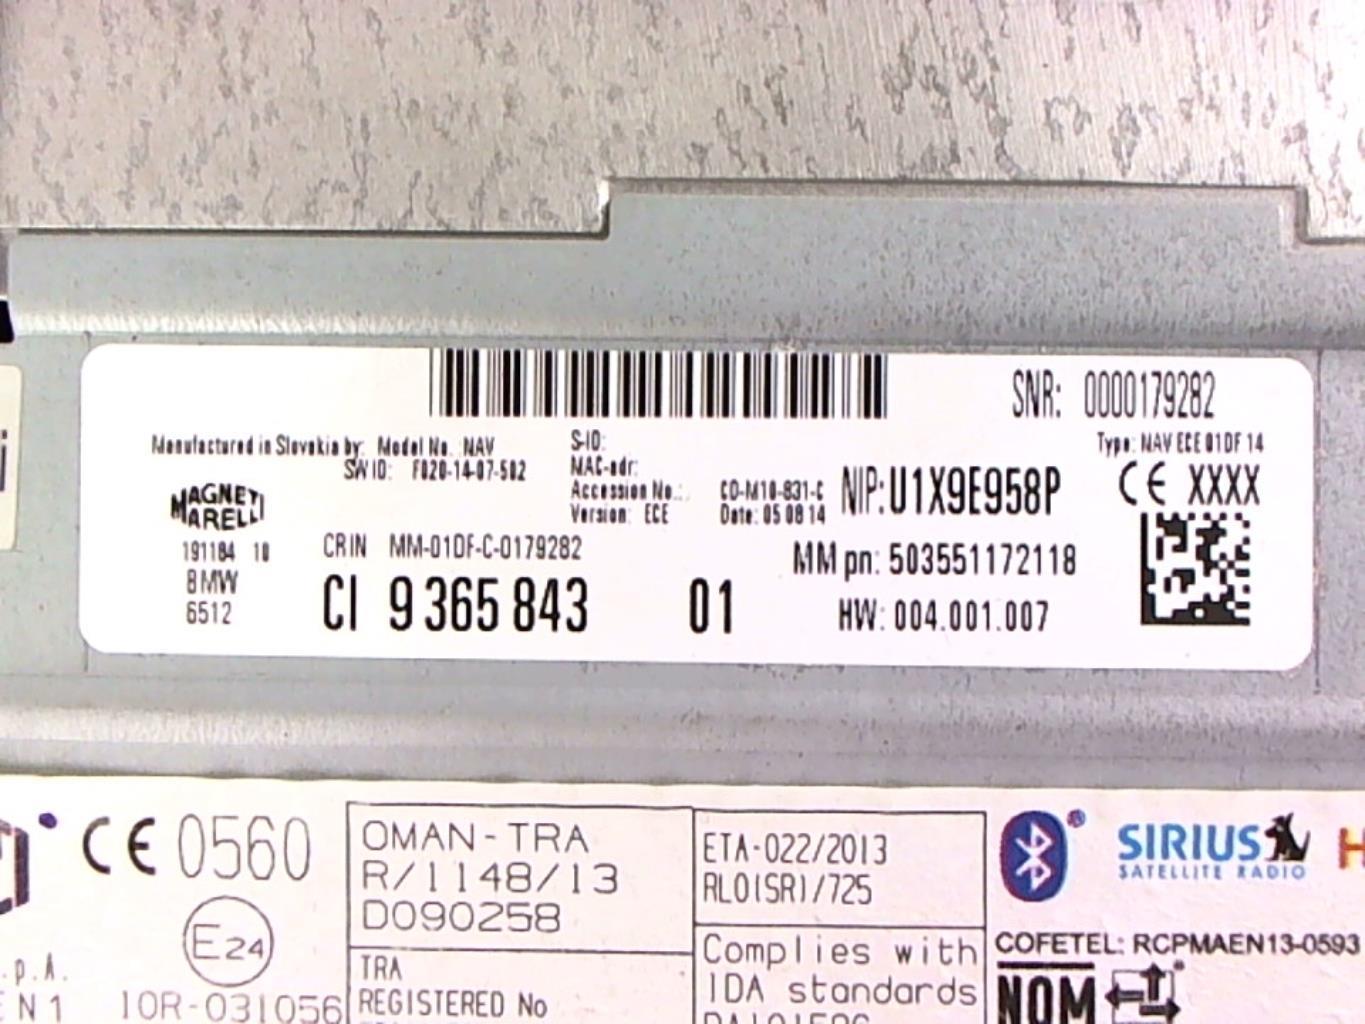 SNR: 0000179282
Manufactured in Slovakia by: Model No. NAV
S-ID:
Type: NAV ECE 01DF 14
SW ID: F020-14-07-502
MAC-adr:
MAGNETI
MARELLI
Accession No.: CO-M10-831-C
NIP:U1X9E958P
CE XXXX
Version: ECE Date: 05 08 14
191184 10
CRIN MM-01DF-C-0179282
MM pn: 503551172118
BMW
6512
CI 9 365 843 01
HW: 004.001.007
CE 0560
OMAN-TRA
R/1148/13
D090258
ETA-022/2013
RL01SR1/725
SIRIUS
SATELLITE RADIO
E24
Complies with
IDA standards
COFETEL: RCPMAEN13-0593
.p.A.
EN1
10R-031056
TRA
REGISTERED No
NOM